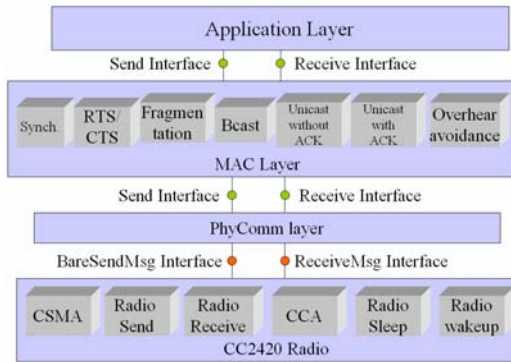 Application Layer
Send Interface Receive Interface
Synch.
RTS/
CTS
Fragmen
tation
Bcast
Unicast
without
ACK
Unicast
with
ACK
Overhear
avoidance
MAC Layer
Send Interface Receive Interface
PhyComm layer
BareSendMsg Interface ReceiveMsg Interface
CSMA
Radio
Send
Radio
Receive
CCA
Radio
Sleep
Radio
wakeup
CC2420 Radio